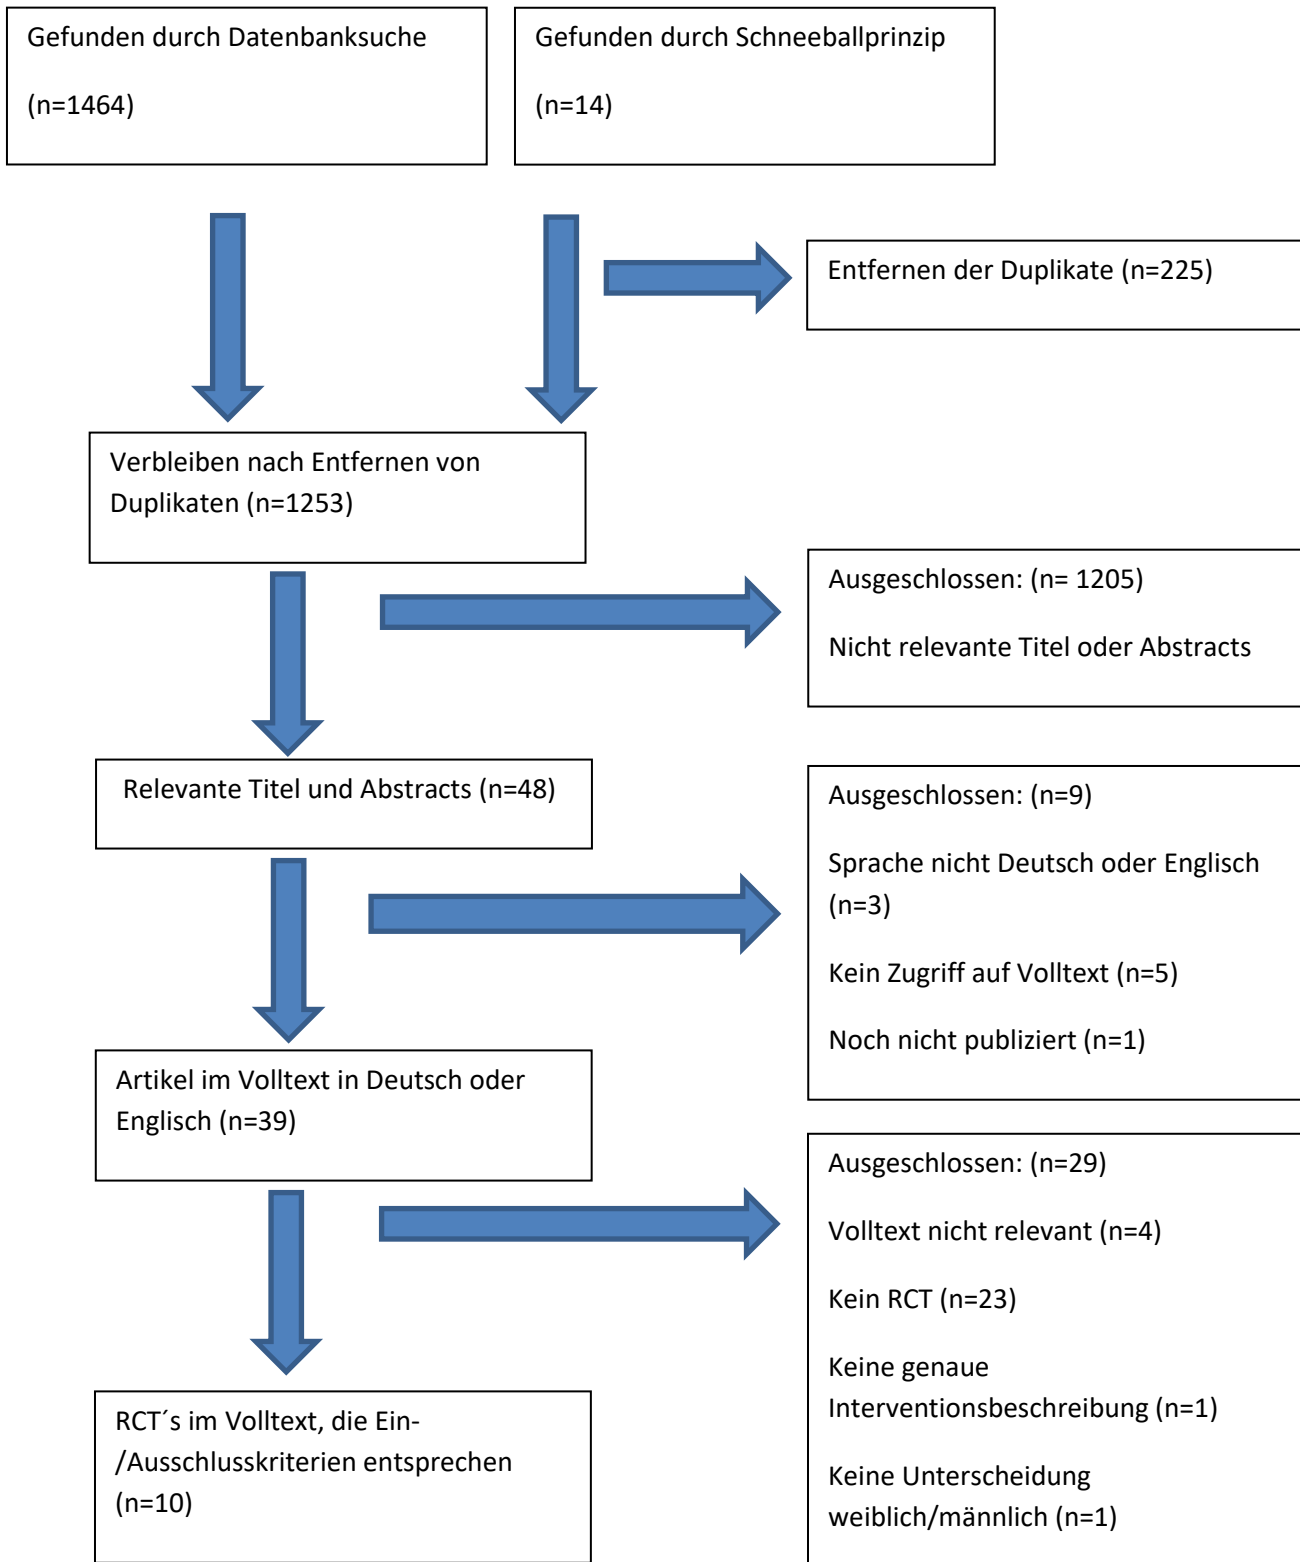 Gefunden durch Datenbanksuche
(n=1464)
Gefunden durch Schneeballprinzip
(n=14)
Entfernen der Duplikate (n=225)
Verbleiben nach Entfernen von
Duplikaten (n=1253)
Ausgeschlossen: (n= 1205)
Nicht relevante Titel oder Abstracts
Relevante Titel und Abstracts (n=48)
Ausgeschlossen: (n=9)
Sprache nicht Deutsch oder Englisch
(n=3)
Kein Zugriff auf Volltext (n=5)
Noch nicht publiziert (n=1)
Artikel im Volltext in Deutsch oder
Englisch (n=39)
Ausgeschlossen: (n=29)
Volltext nicht relevant (n=4)
Kein RCT (n=23)
Keine genaue
Interventionsbeschreibung (n=1)
Keine Unterscheidung
weiblich/männlich (n=1)
RCT´s im Volltext, die Ein-
/Ausschlusskriterien entsprechen
(n=10)